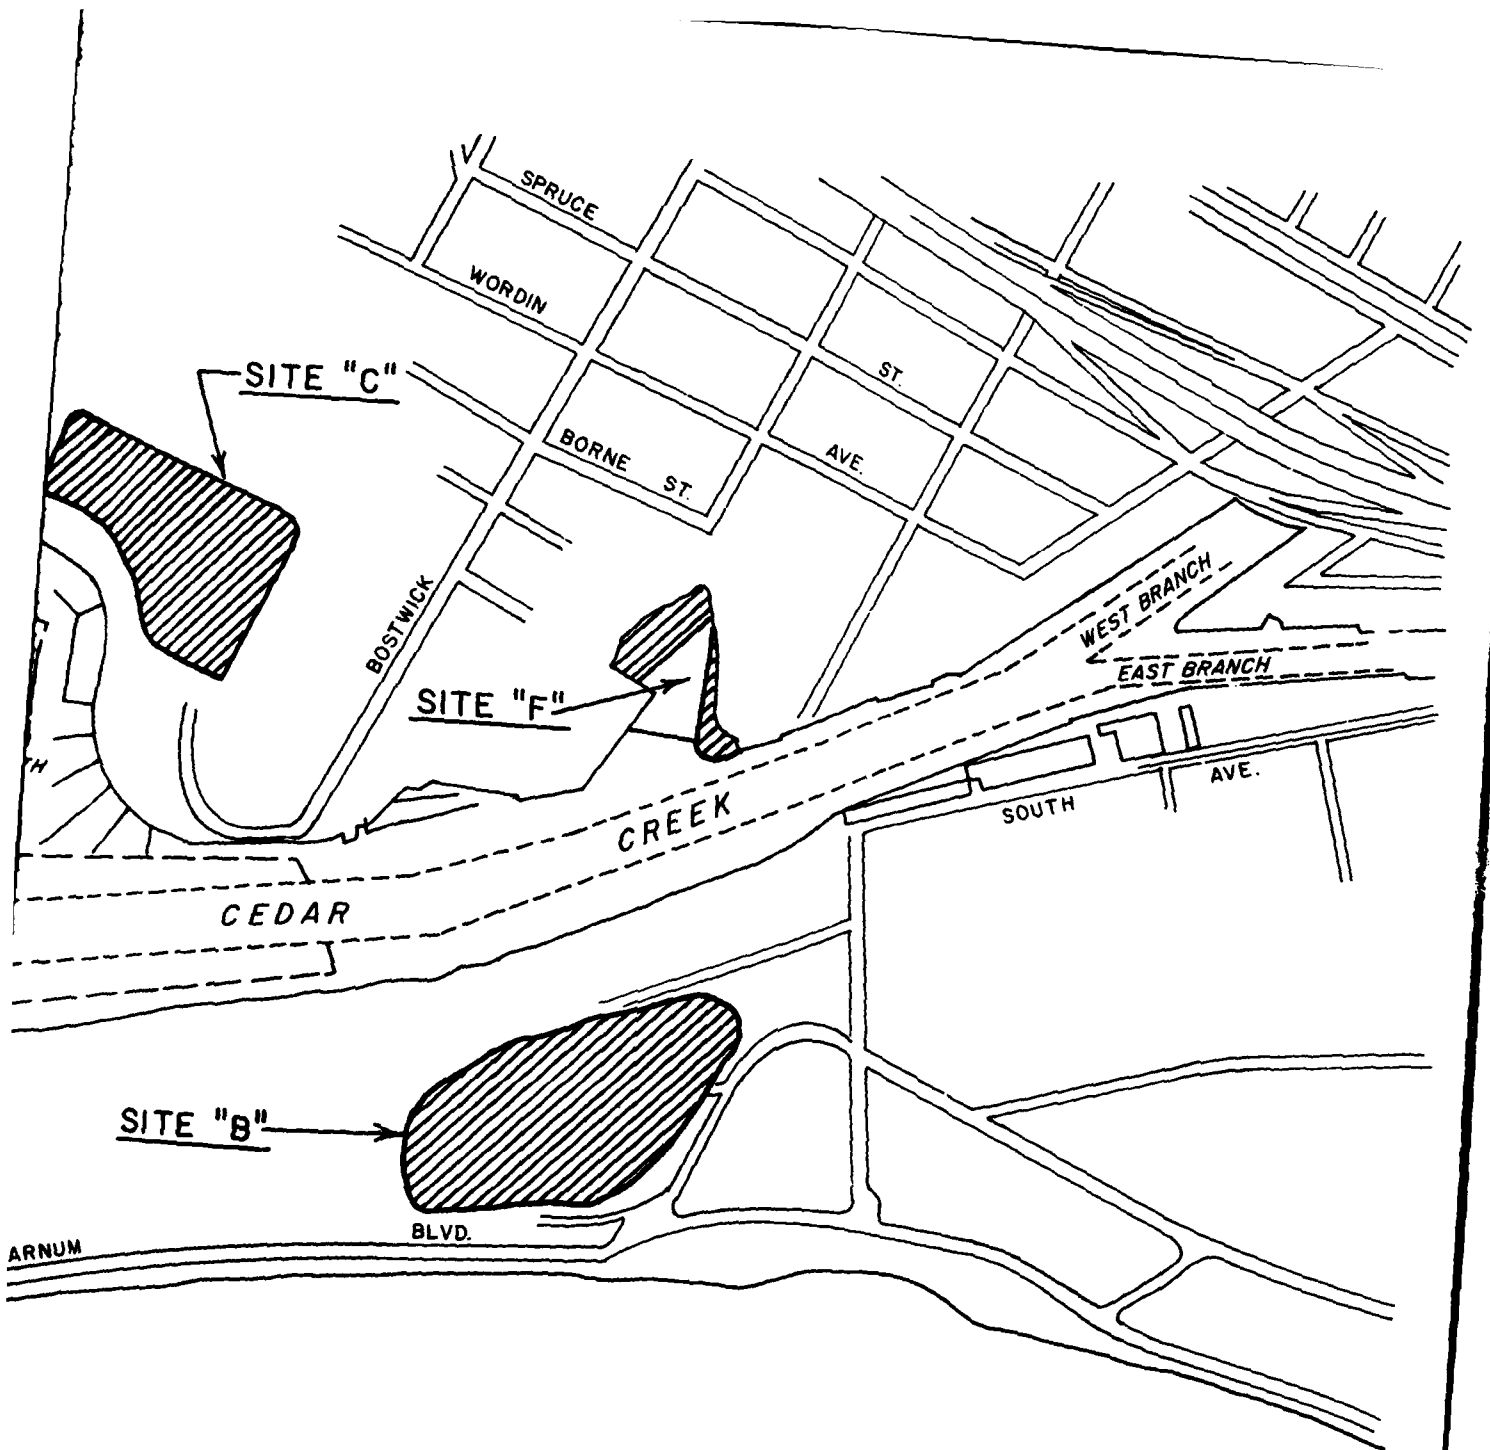 SPRUCE
WORDIN
SITE "C"
ST.
BORNE
ST.
AVE.
BOSTWICK
WEST BRANCH
EAST BRANCH
SITE "F"
H
AVE.
SOUTH
CREEK
CEDAR
SITE "B"
BLVD.
ARNUM